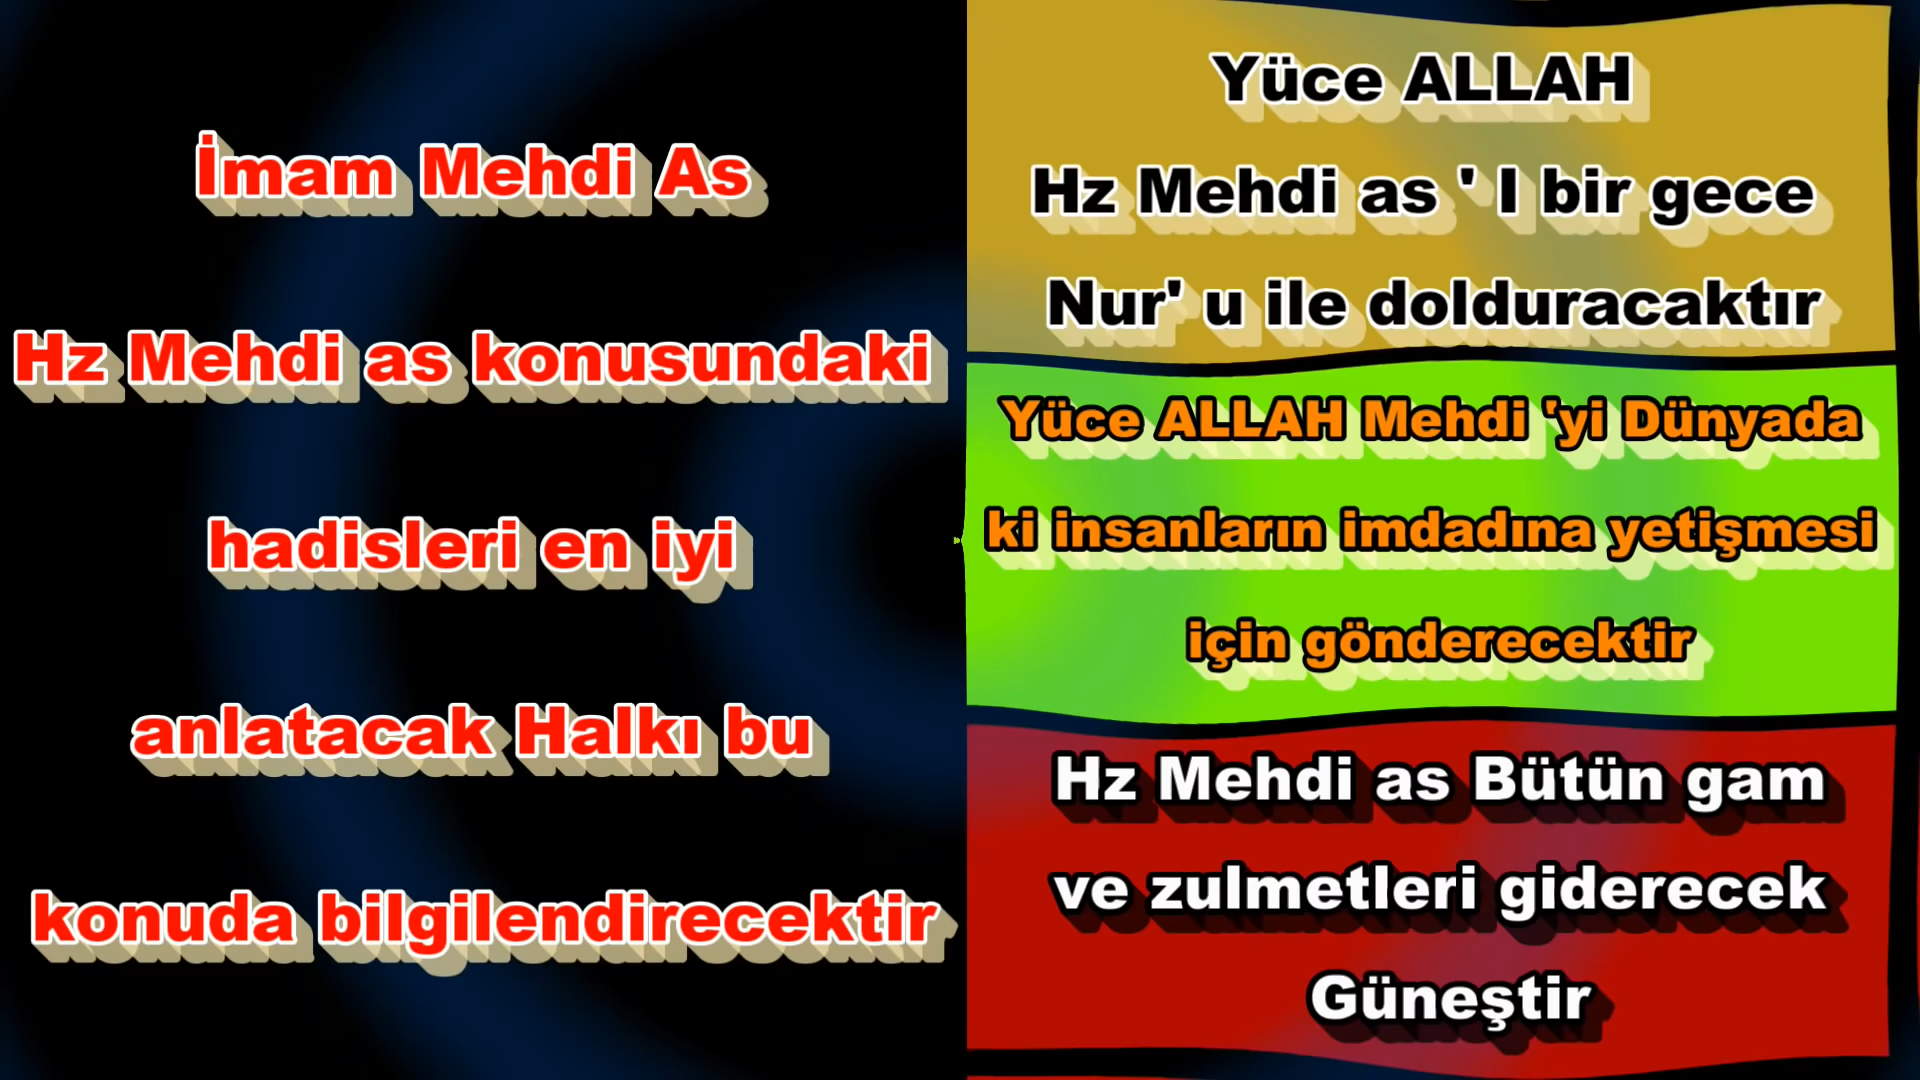 İmam Mehdi As
Hz Mehdi as konusundaki
hadisleri en iyi
anlatacak Halkı bu
konuda bilgilendirecektir
Yüce ALLAH
Hz Mehdi as ' I bir gece
Nur' u ile dolduracaktır
Yüce ALLAH Mehdi 'yi Dünyada
ki insanların imdadına yetişmesi
için gönderecektir
Hz Mehdi as Bütün gam
ve zulmetleri giderecek
Güneştir